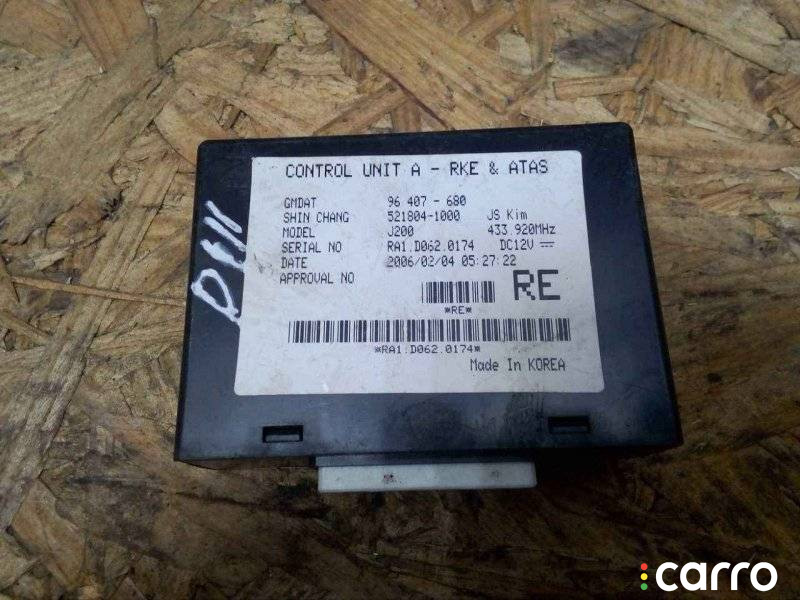 CONTROL UNIT A - RKE & ATAS
GMDAT 96 407 - 680
SHIN CHANG 521804-1000 JS Kim
MODEL J200 433.920MHz
SERIAL NO RA1.D062.0174 DC12V
DATE 2006/02/04 05:27:22
APPROVAL NO
RE
*RE*
*RA1.D062.0174*
Made In KOREA
carro